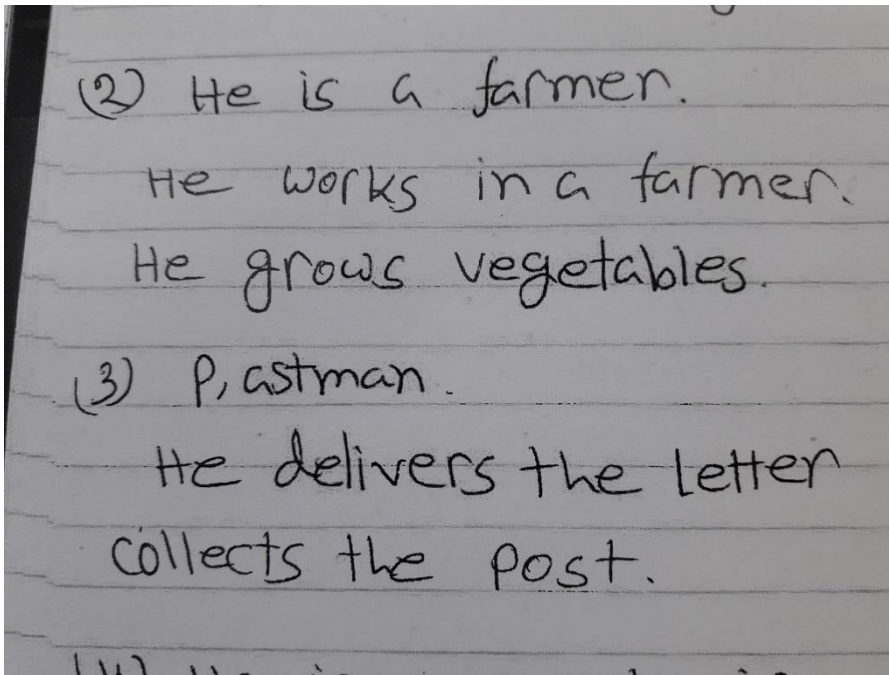 (2) He is a farmer.
He works in a farmer.
He grows vegetables.
(3) P, astman.
He delivers the letter
collects the post.